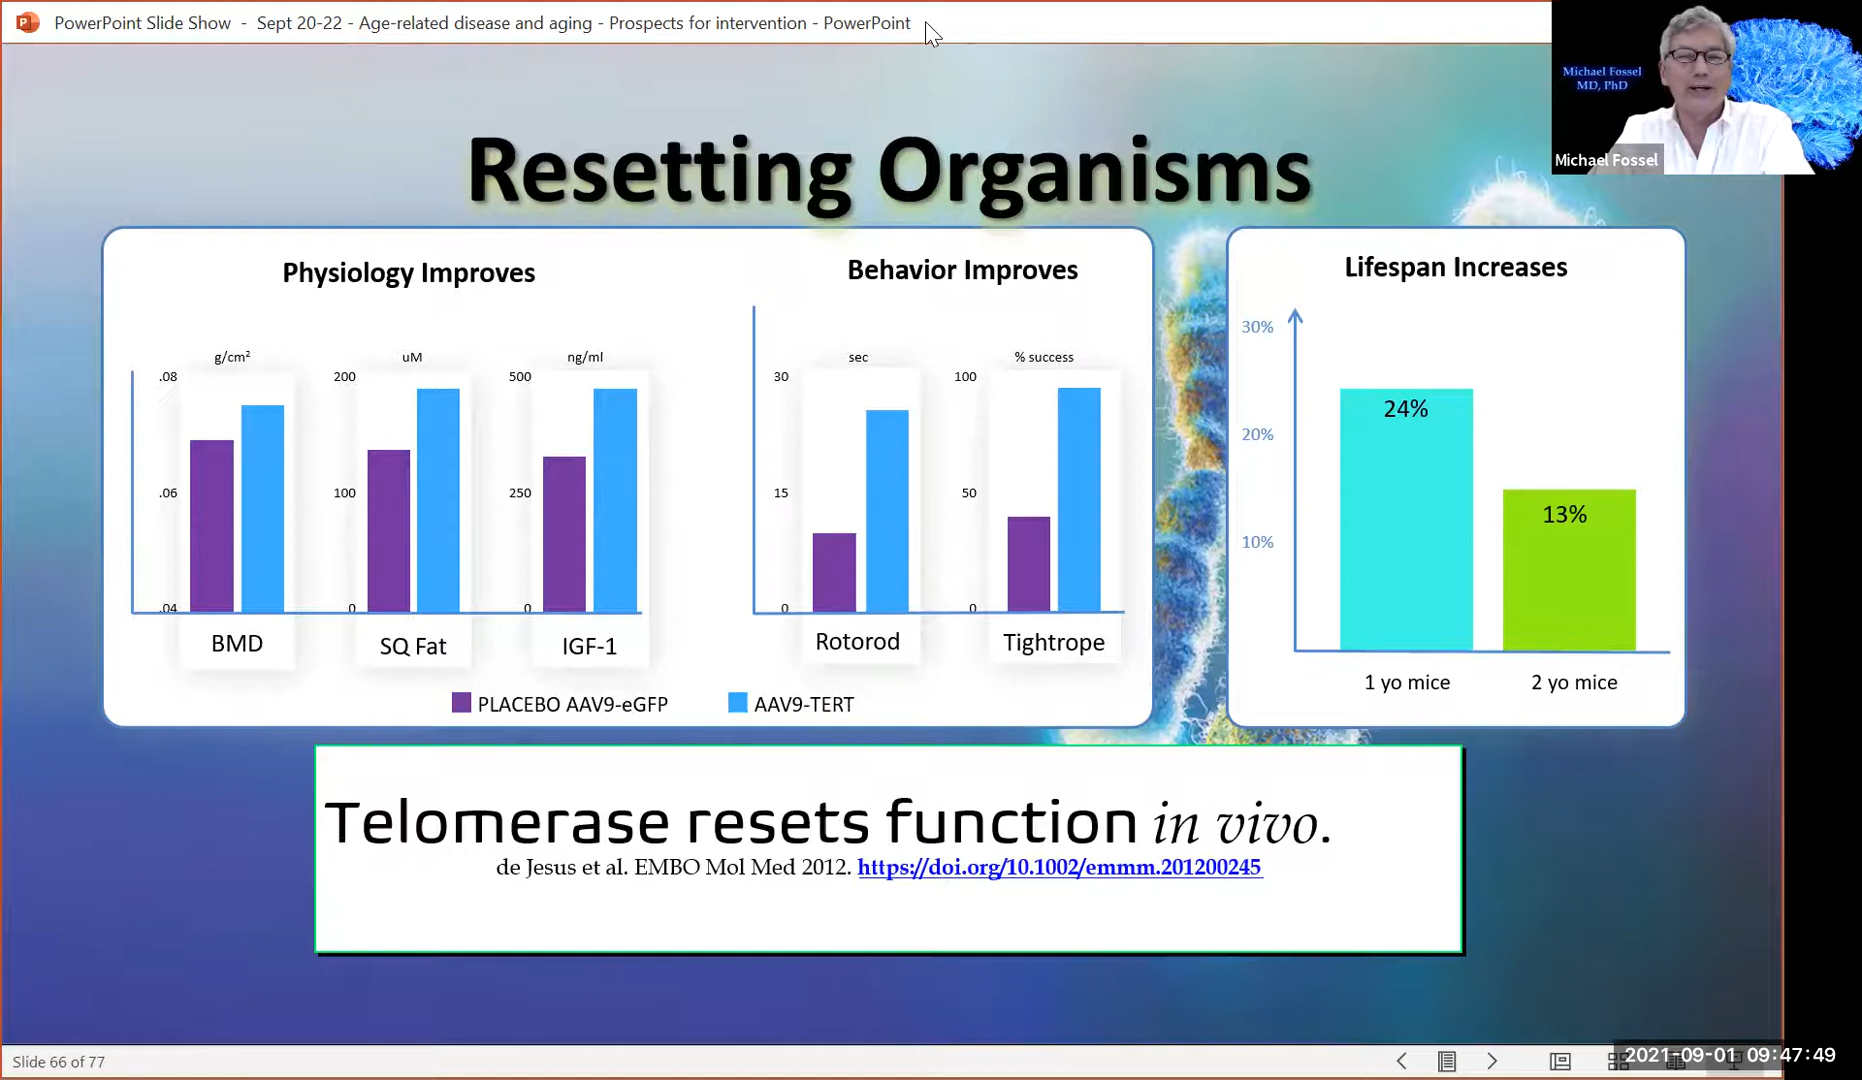 PowerPoint Slide Show - Sept 20-22 - Age-related disease and aging - Prospects for intervention - PowerPoint
Michael Fossel
MD, PhD
Michael Fossel
Resetting Organisms
Physiology Improves
g/cm²
uM
ng/ml
.08
200
500
.06
100
250
.04
0
0
BMD
SQ Fat
IGF-1
Behavior Improves
sec
% success
30
100
15
50
0
0
Rotorod
Tightrope
PLACEBO AAV9-eGFP
AAV9-TERT
Lifespan Increases
30%
20%
10%
24%
13%
1 yo mice
2 yo mice
Telomerase resets function in vivo.
de Jesus et al. EMBO Mol Med 2012. https://doi.org/10.1002/emmm.201200245
Slide 66 of 77
2021-09-01 09:47:49